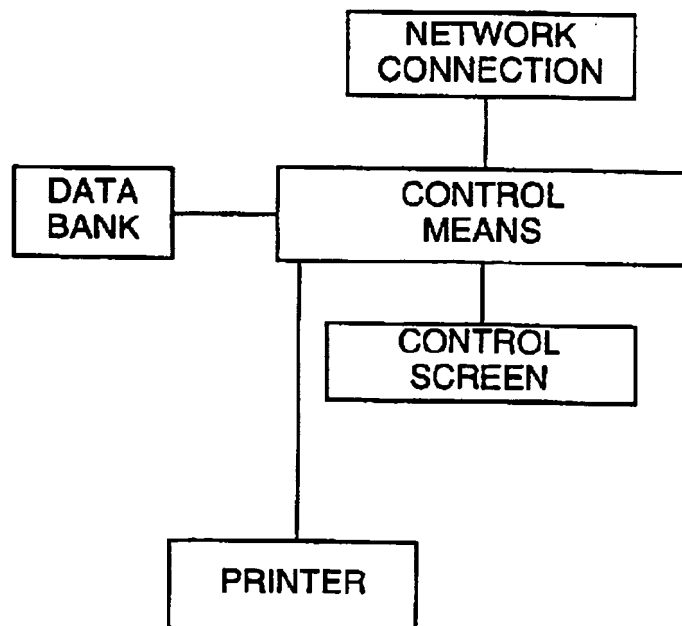 NETWORK
CONNECTION
DATA
BANK
CONTROL
MEANS
CONTROL
SCREEN
PRINTER